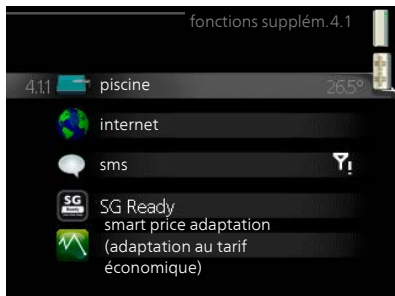 fonctions supplém.4.1
4.1.1 piscine 26.5°
internet
sms
SG Ready
SG Ready
smart price adaptation
(adaptation au tarif
économique)